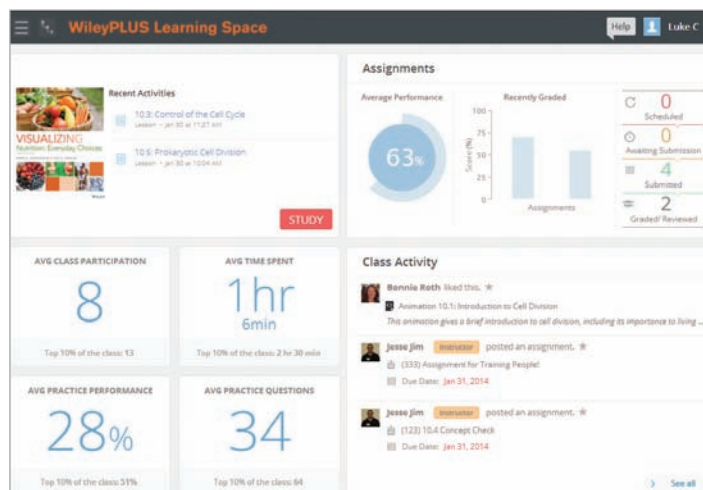 WileyPLUS Learning Space
Help
Luke C
Recent Activities
10.3: Control of the Cell Cycle
Lesson • Jan 30 at 11:27 AM
10.5: Prokaryotic Cell Division
Lesson • Jan 30 at 10:04 AM
VISUALIZING
Nutrition: Everyday Choices
STUDY
Assignments
Average Performance
63%
Recently Graded
Score (%)
100
75
50
25
0
Assignments
0
Scheduled
0
Awaiting Submission
4
Submitted
2
Graded/ Reviewed
AVG CLASS PARTICIPATION
8
Top 10% of the class: 13
AVG TIME SPENT
1hr
6min
Top 10% of the class: 2 hr 30 min
AVG PRACTICE PERFORMANCE
28%
Top 10% of the class: 51%
AVG PRACTICE QUESTIONS
34
Top 10% of the class: 64
Class Activity
Bonnie Roth liked this.
Animation 10.1: Introduction to Cell Division
This animation gives a brief introduction to cell division, including its importance to living ...
Jesse Jim Instructor posted an assignment.
(333) Assignment for Training People!
Due Date: Jan 31, 2014
Jesse Jim Instructor posted an assignment.
(123) 10.4 Concept Check
Due Date: Jan 31, 2014
See all